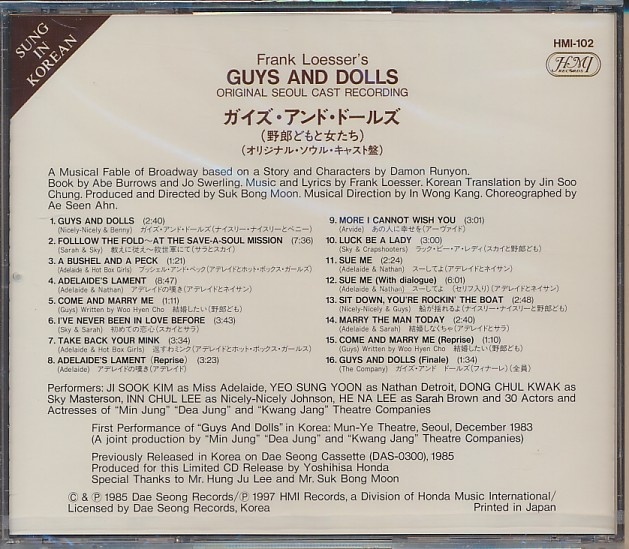 SUNG IN
KOREAN
HMI-102
HMI
RECORDS
Frank Loesser's
GUYS AND DOLLS
ORIGINAL SEOUL CAST RECORDING
ガイズ・アンド・ドールズ
(野郎どもと女たち)
(オリジナル・ソウル・キャスト盤)
A Musical Fable of Broadway based on a Story and Characters by Damon Runyon.
Book by Abe Burrows and Jo Swerling. Music and Lyrics by Frank Loesser. Korean Translation by Jin Soo
Chung. Produced and Directed by Suk Bong Moon. Musical Direction by In Wong Kang. Choreographed by
Ae Seen Ahn.
1. GUYS AND DOLLS (2:40)
(Nicely-Nicely & Benny) ガイズ・アンド・ドールズ(ナイスリー・ナイスリーとベニー)
2. FOLLLOW THE FOLD〜AT THE SAVE-A-SOUL MISSION (7:36)
(Sarah & Sky) 教えに従え〜救世軍にて(サラとスカイ)
3. A BUSHEL AND A PECK (1:21)
(Adelaide & Hot Box Girls) ブッシェル・アンド・ペック(アデレイドとホット・ボックス・ガールズ)
4. ADELAIDE'S LAMENT (8:47)
(Adelaide & Nathan) アデレイドの嘆き(アデレイドとネイサン)
5. COME AND MARRY ME (1:11)
(Guys) Written by Woo Hyen Cho 結婚したい(野郎ども)
6. I'VE NEVER BEEN IN LOVE BEFORE (3:43)
(Sky & Sarah) 初めての恋心(スカイとサラ)
7. TAKE BACK YOUR MINK (3:34)
(Adelaide & Hot Box Girls) 返すわミンク(アデレイドとホット・ボックス・ガールズ)
8. ADELAIDE'S LAMENT (Reprise) (3:23)
(Adelaide) アデレイドの嘆き(アデレイド)
9. MORE I CANNOT WISH YOU (3:01)
(Arvide) あの人に幸せを(アーヴァイド)
10. LUCK BE A LADY (3:00)
(Sky & Crapshooters) ラック・ビー・ア・レディ(スカイと野郎ども)
11. SUE ME (2:24)
(Adelaide & Nathan) スーしてよ(アデレイドとネイサン)
12. SUE ME (With dialogue) (6:01)
(Adelaide & Nathan) スーしてよ (セリフ入り)(アデレイドとネイサン)
13. SIT DOWN, YOU'RE ROCKIN' THE BOAT (2:48)
(Nicely-Nicely & Guys) 船が揺れるよ(ナイスリー・ナイスリーと野郎ども)
14. MARRY THE MAN TODAY (2:40)
(Adelaide & Sarah) 結婚しなくちゃ(アデレイドとサラ)
15. COME AND MARRY ME (Reprise) (1:10)
(Guys) Written by Woo Hyen Cho 結婚したい(野郎ども)
16. GUYS AND DOLLS (Finale) (1:34)
(The Company) ガイズ・アンド ドールズ(フィナーレ)(全員)
Performers: JI SOOK KIM as Miss Adelaide, YEO SUNG YOON as Nathan Detroit, DONG CHUL KWAK as
Sky Masterson, INN CHUL LEE as Nicely-Nicely Johnson, HE NA LEE as Sarah Brown and 30 Actors and
Actresses of "Min Jung" "Dea Jung" and "Kwang Jang" Theatre Companies
First Performance of "Guys And Dolls" in Korea: Mun-Ye Theatre, Seoul, December 1983
(A joint production by "Min Jung" "Dea Jung" and "Kwang Jang" Theatre Companies)
Previously Released in Korea on Dae Seong Cassette (DAS-0300), 1985
Produced for this Limited CD Release by Yoshihisa Honda
Special Thanks to Mr. Hung Ju Lee and Mr. Suk Bong Moon
© & ℗ 1985 Dae Seong Records/℗ 1997 HMI Records, a Division of Honda Music International/
Licensed by Dae Seong Records, Korea
Printed in Japan